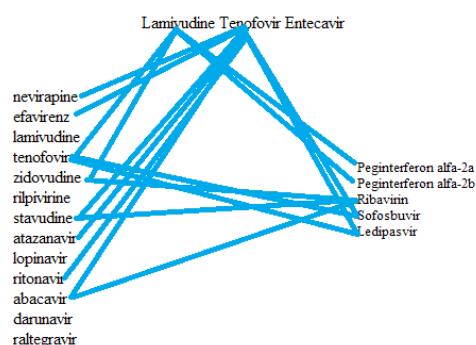 Lamivudine Tenofovir Entecavir
nevirapine
efavirenz
lamivudine
tenofovir
zidovudine
rilpivirine
stavudine
atazanavir
lopinavir
ritonavir
abacavir
darunavir
raltegravir
Peginterferon alfa-2a
Peginterferon alfa-2b
Ribavirin
Sofosbuvir
Ledipasvir